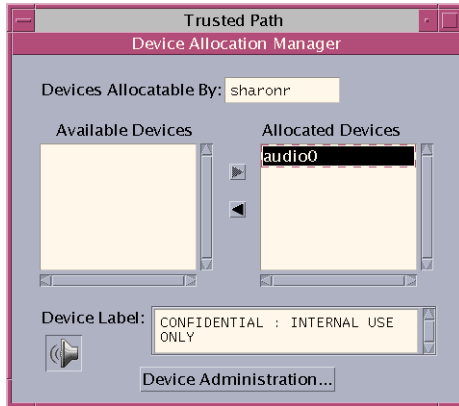 Trusted Path
Device Allocation Manager
Devices Allocatable By: sharonr
Available Devices
Allocated Devices
audio0
Device Label: CONFIDENTIAL : INTERNAL USE
ONLY
Device Administration...